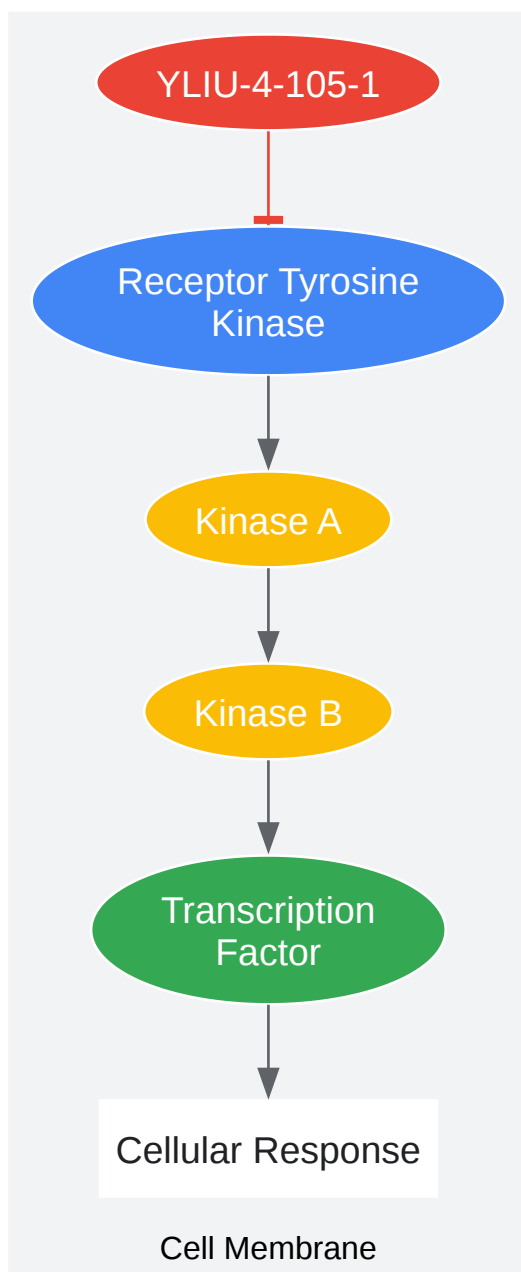 YLIU-4-105-1
Receptor Tyrosine
Kinase
Kinase A
Kinase B
Transcription
Factor
Cellular Response
Cell Membrane